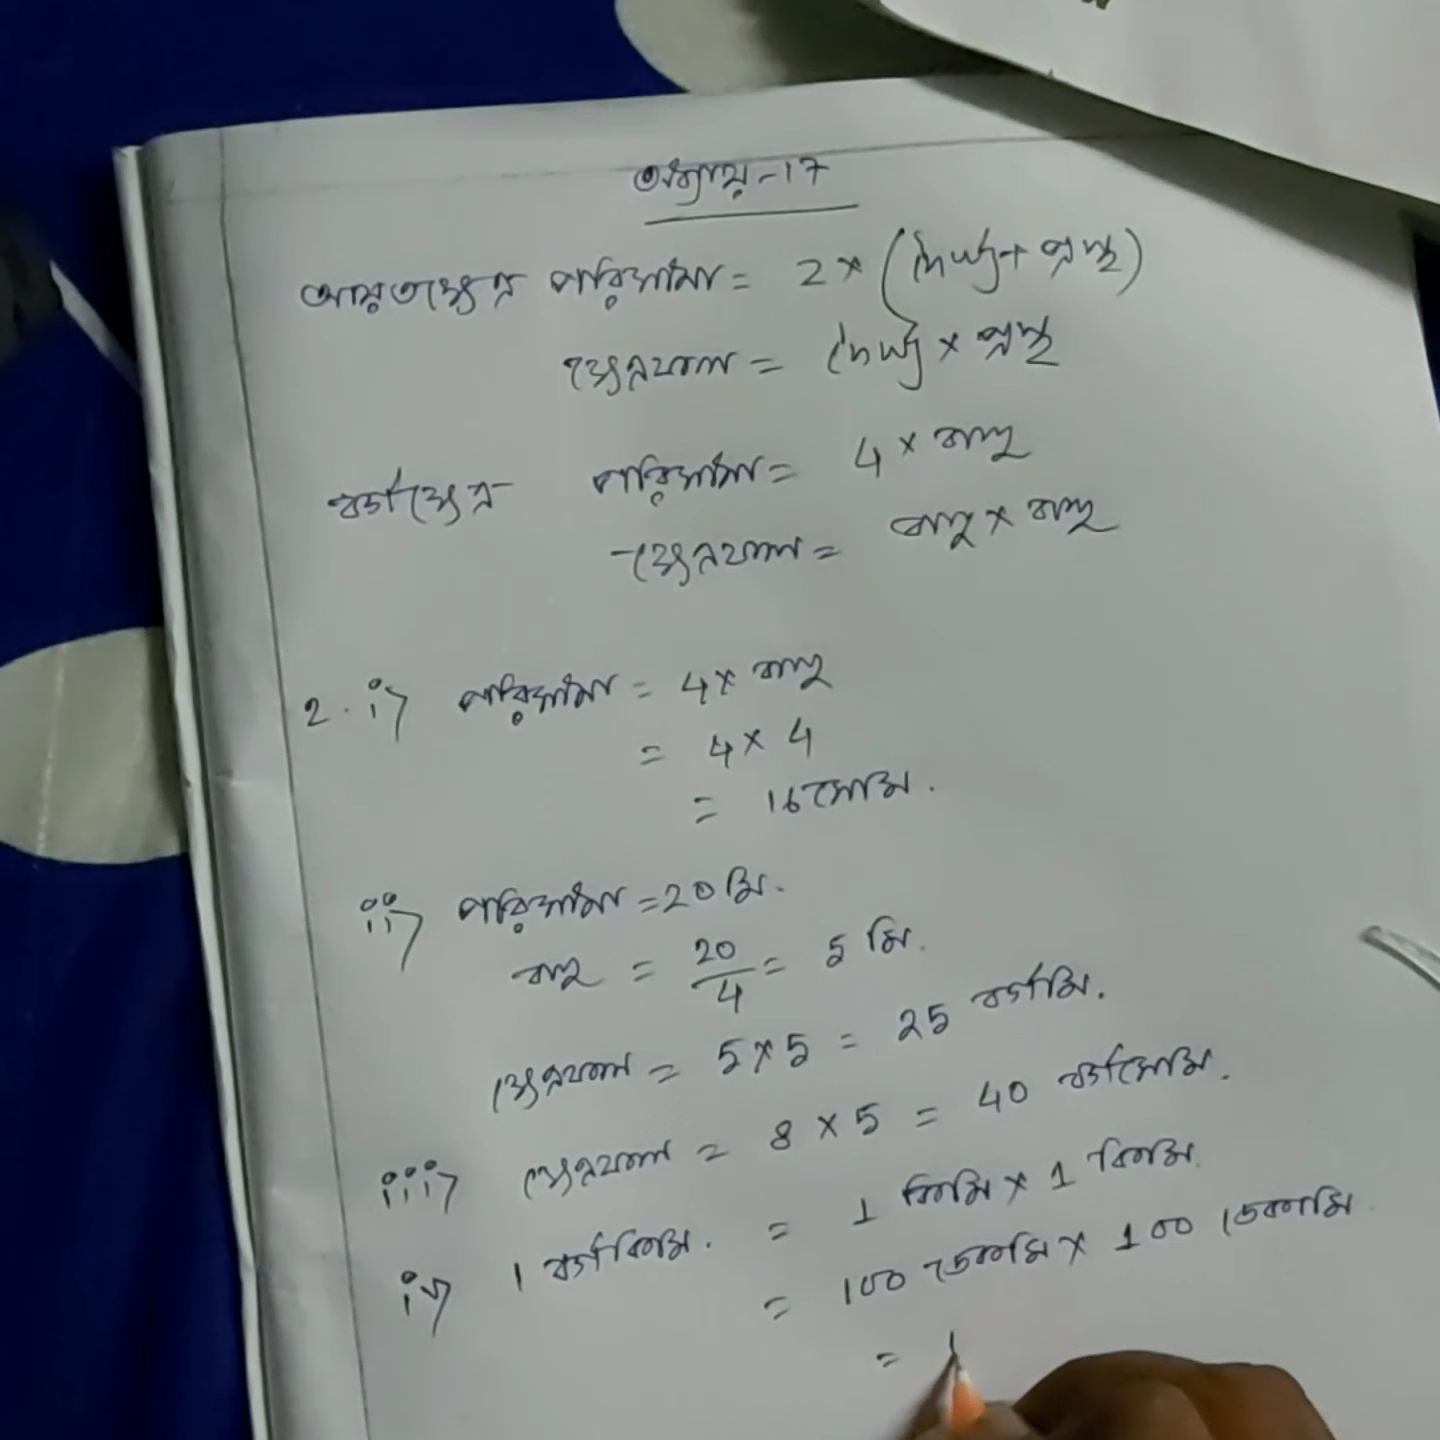 অধ্যায়-17
আয়তক্ষেত্র পরিসীমা = 2 × (দৈর্ঘ্য + প্রস্থ)
ক্ষেত্রফল = দৈর্ঘ্য × প্রস্থ
বর্গক্ষেত্র পরিসীমা = 4 × বাহু
ক্ষেত্রফল = বাহু × বাহু
2. i) পরিসীমা = 4 × বাহু
= 4 × 4
= 16 সেমি.
ii) পরিসীমা = 20 মি.
বাহু = 20/4 = 5 মি.
ক্ষেত্রফল = 5 × 5 = 25 বর্গমি.
iii) ক্ষেত্রফল = 8 × 5 = 40 বর্গসেমি.
iv) 1 বর্গকিমি. = 1 কিমি × 1 কিমি.
= 100 ডেকামি × 100 ডেকামি.
= 1